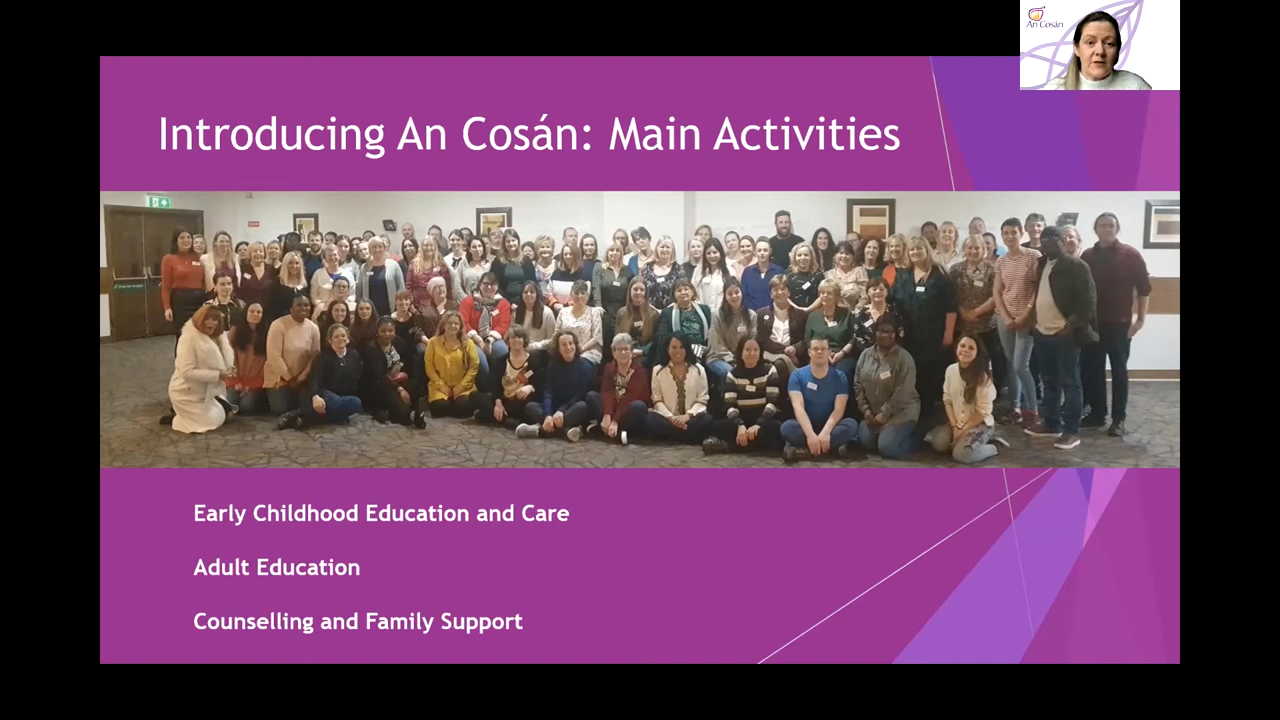 An Cosán
Introducing An Cosán: Main Activities
Early Childhood Education and Care
Adult Education
Counselling and Family Support